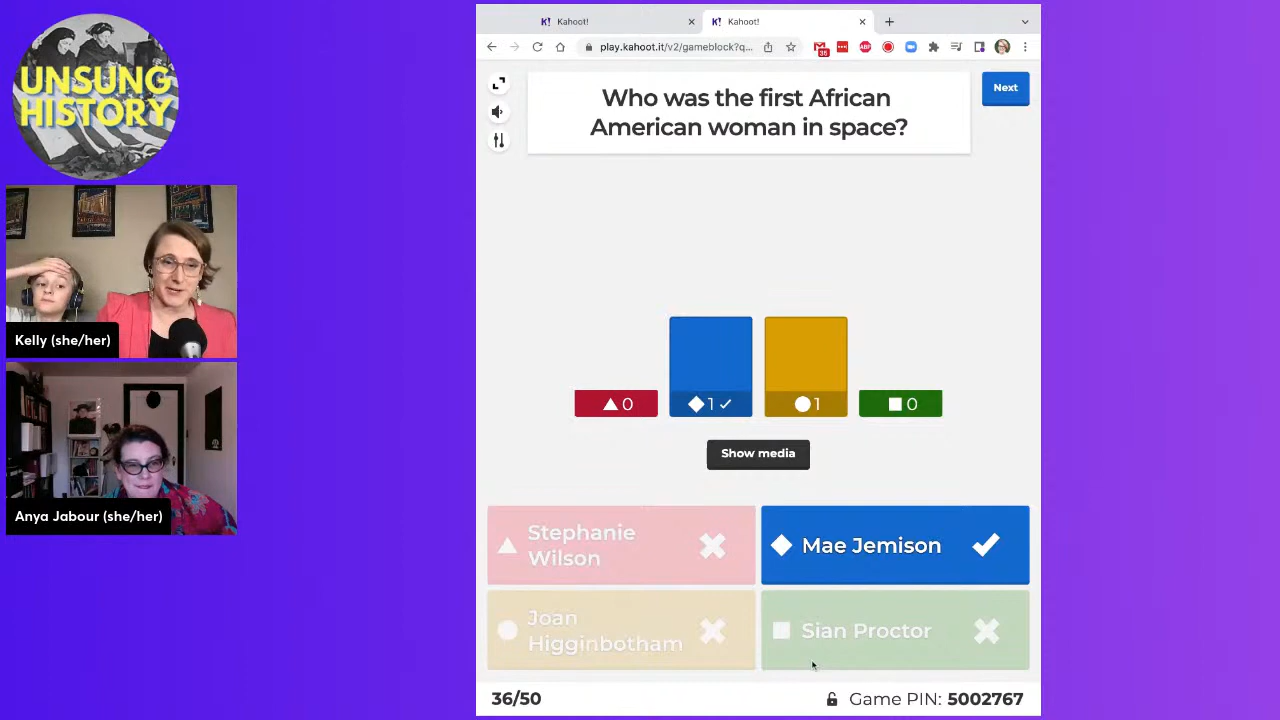 UNSUNG
HISTORY
Kelly (she/her)
Anya Jabour (she/her)
Kahoot!
Kahoot!
play.kahoot.it/v2/gameblock?q...
Who was the first African
American woman in space?
Next
0
1
1
0
Show media
Stephanie
Wilson
Mae Jemison
Joan
Higginbotham
Sian Proctor
36/50
Game PIN: 5002767